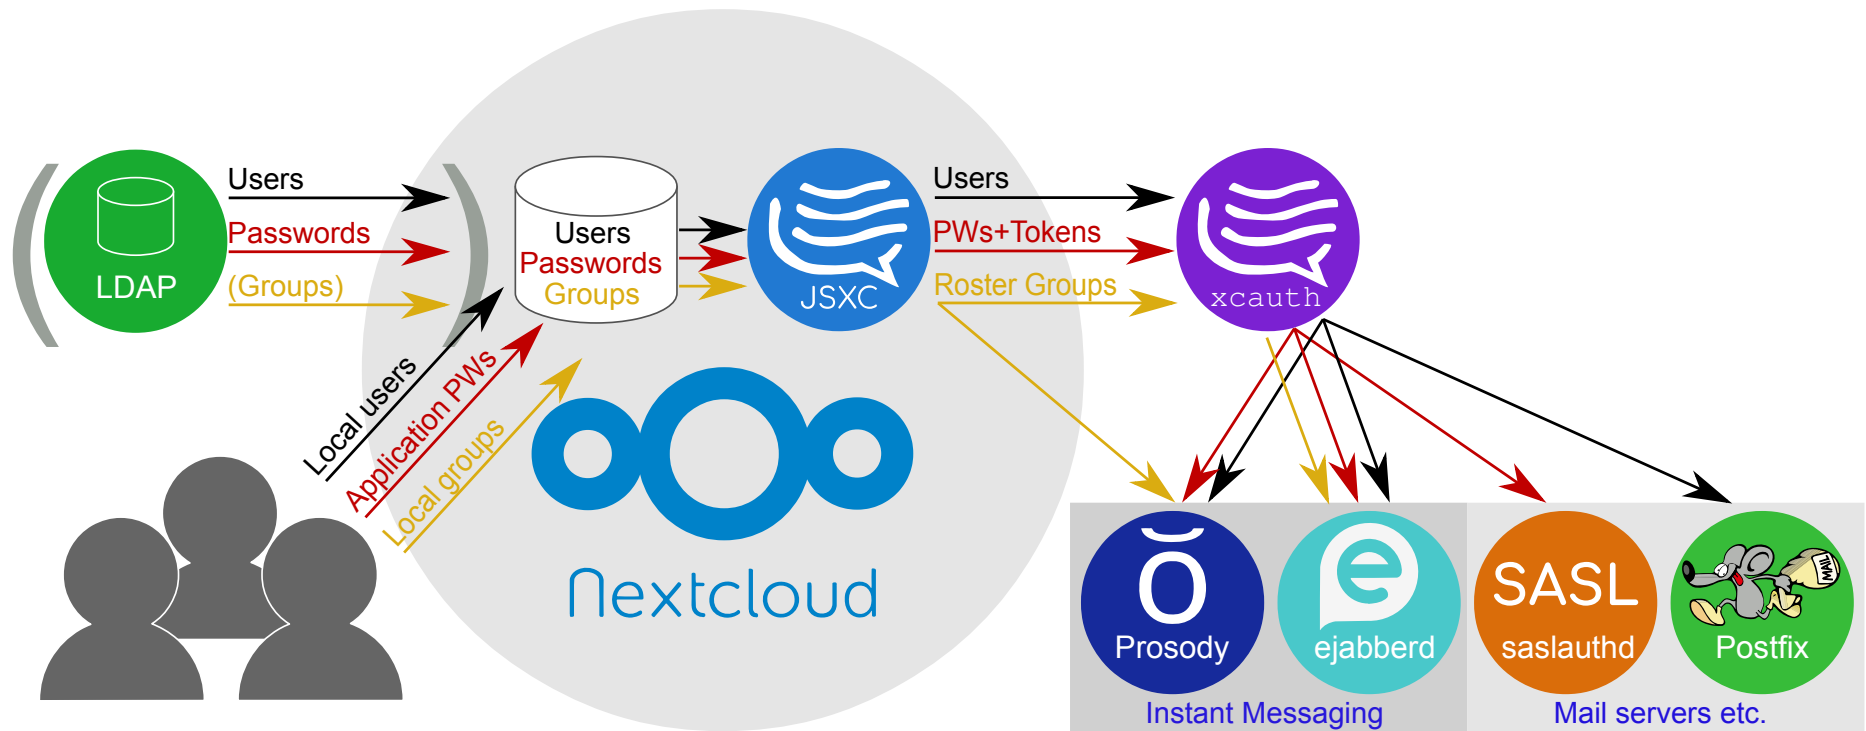 Users
Passwords
(Groups)
LDAP
Users
Passwords
Groups
JSXC
Users
PWs+Tokens
Roster Groups
xcauth
Local users
Application PWs
Local groups
Nextcloud
ŏ
Prosody
e
ejabberd
SASL
saslauthd
MAIL
Postfix
Instant Messaging
Mail servers etc.